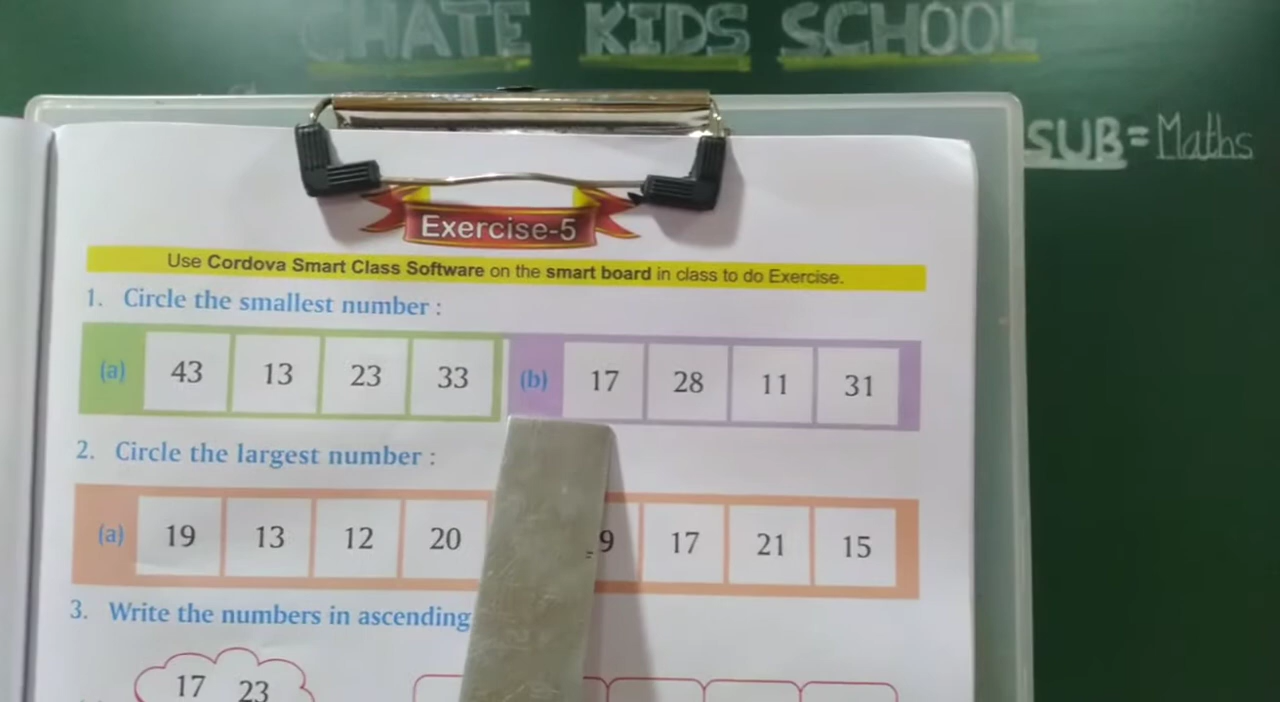 CHATE KIDS SCHOOL
SUB = Maths
Exercise-5
Use Cordova Smart Class Software on the smart board in class to do Exercise.
1. Circle the smallest number :
(a) 43 13 23 33 (b) 17 28 11 31
2. Circle the largest number :
(a) 19 13 12 20 9 17 21 15
3. Write the numbers in ascending
17 23